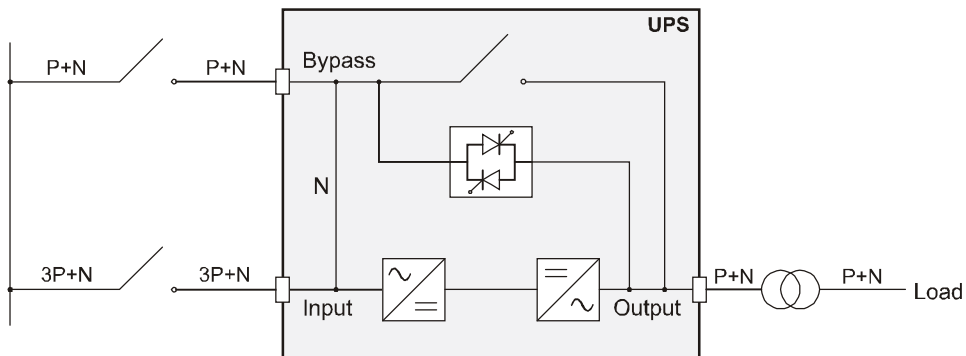 UPS
P+N
P+N
Bypass
N
3P+N
3P+N
Input
Output
P+N
P+N
Load